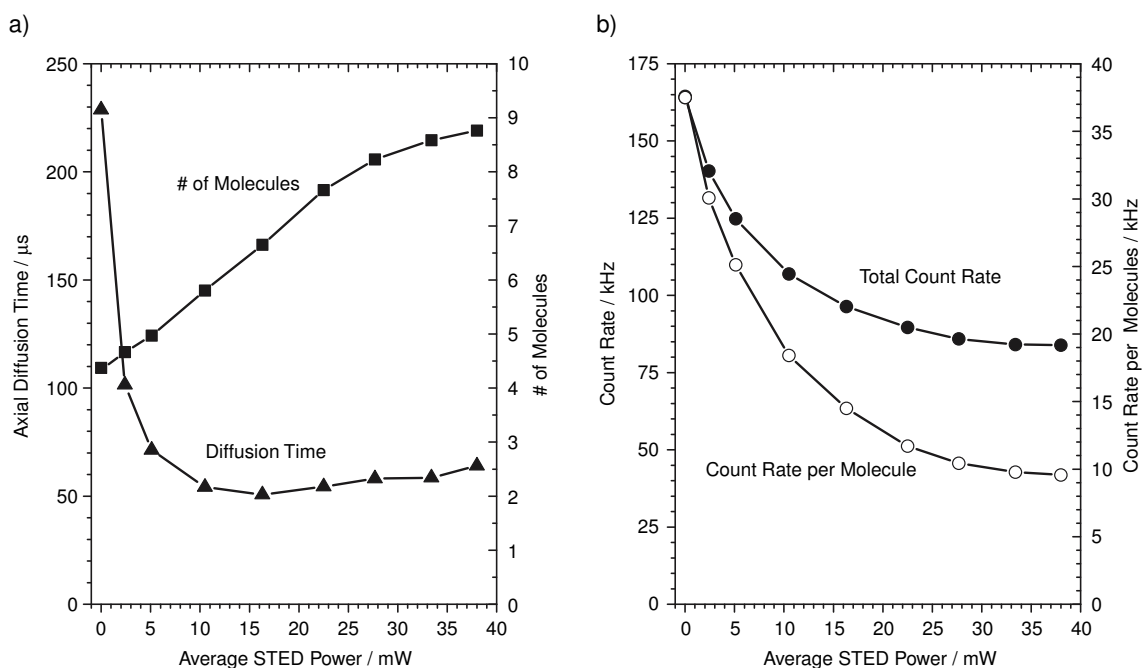 a)
250
200
150
100
50
0
Axial Diffusion Time / µs
10
9
8
7
6
5
4
3
2
1
0
# of Molecules
# of Molecules
Diffusion Time
0 5 10 15 20 25 30 35 40
Average STED Power / mW
b)
175
150
125
100
75
50
25
0
Count Rate / kHz
40
35
30
25
20
15
10
5
0
Count Rate per Molecules / kHz
Total Count Rate
Count Rate per Molecule
0 5 10 15 20 25 30 35 40
Average STED Power / mW